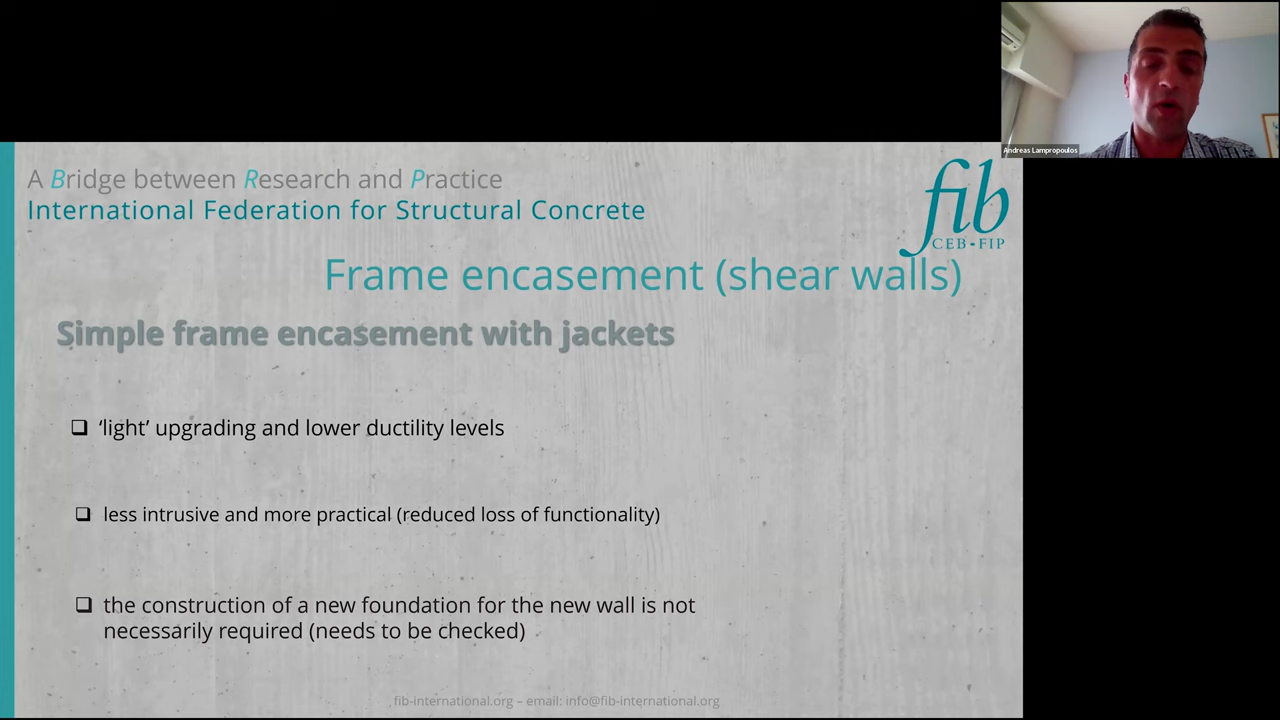 Andreas Lampropoulos
A Bridge between Research and Practice
International Federation for Structural Concrete
fib
CEB-FIP
Frame encasement (shear walls)
Simple frame encasement with jackets
❑ ‘light’ upgrading and lower ductility levels
❑ less intrusive and more practical (reduced loss of functionality)
❑ the construction of a new foundation for the new wall is not
necessarily required (needs to be checked)
fib-international.org – email: info@fib-international.org